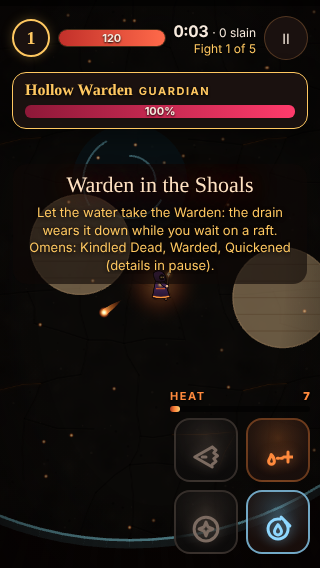 1
120
0:03 · 0 slain
Fight 1 of 5
Hollow Warden GUARDIAN
100%
Warden in the Shoals
Let the water take the Warden: the drain
wears it down while you wait on a raft.
Omens: Kindled Dead, Warded, Quickened
(details in pause).
HEAT 7